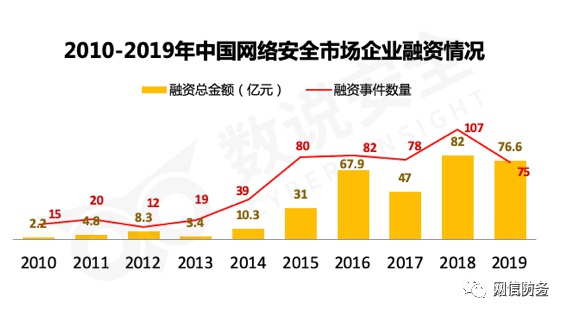 2010-2019年中国网络安全市场企业融资情况
融资总金额（亿元） 融资事件数量
2.2 4.8 8.3 3.4 10.3 31 67.9 47 82 76.6
15 20 12 19 39 80 82 78 107 75
2010 2011 2012 2013 2014 2015 2016 2017 2018 2019
数说安全
网信防务